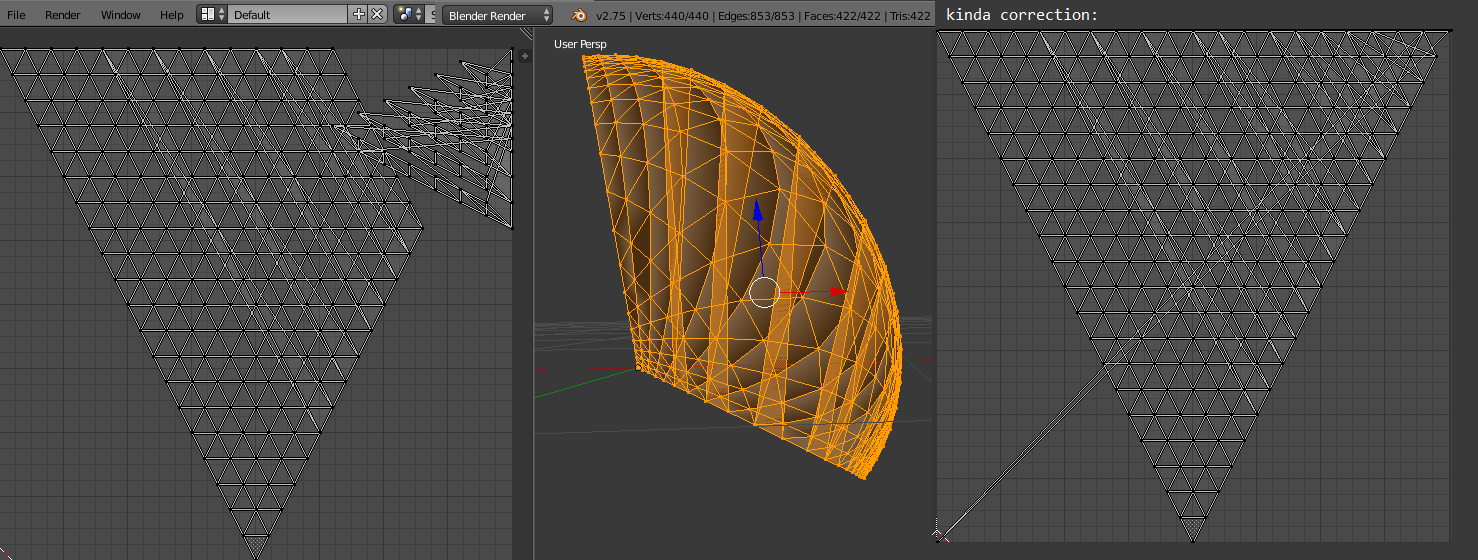 File Render Window Help Default Blender Render v2.75 | Verts:440/440 | Edges:853/853 | Faces:422/422 | Tris:422
kinda correction:
User Persp